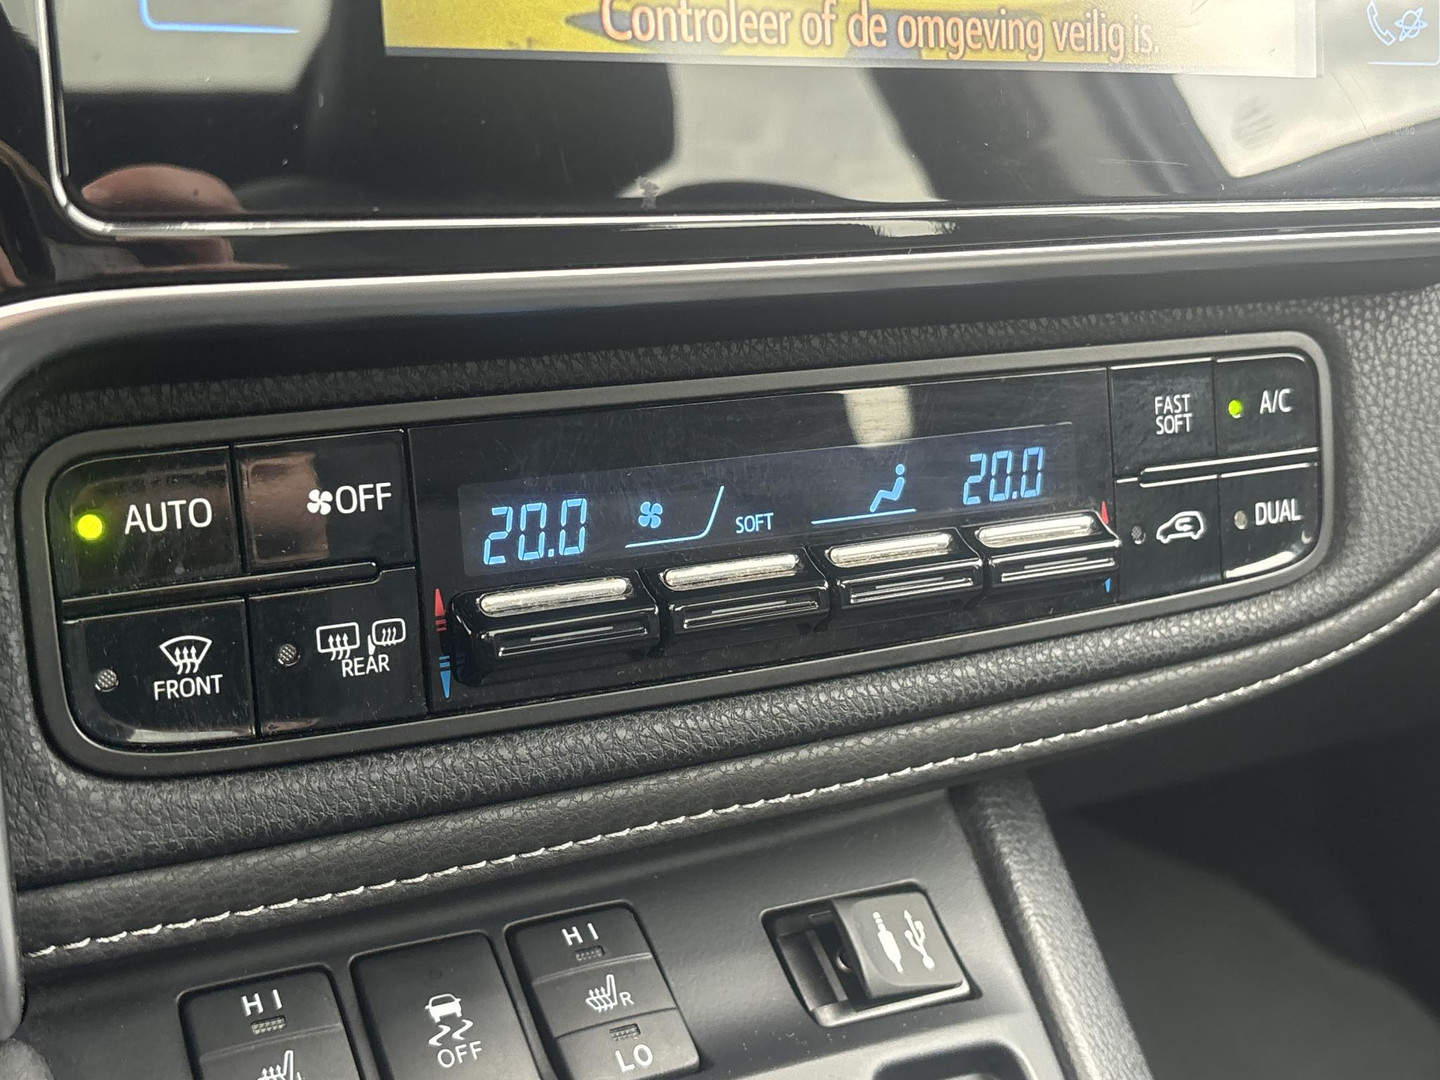 Controleer of de omgeving veilig is.
AUTO
OFF
20.0
SOFT
20.0
FAST
SOFT
A/C
DUAL
FRONT
REAR
HI
OFF
HI
R
LO